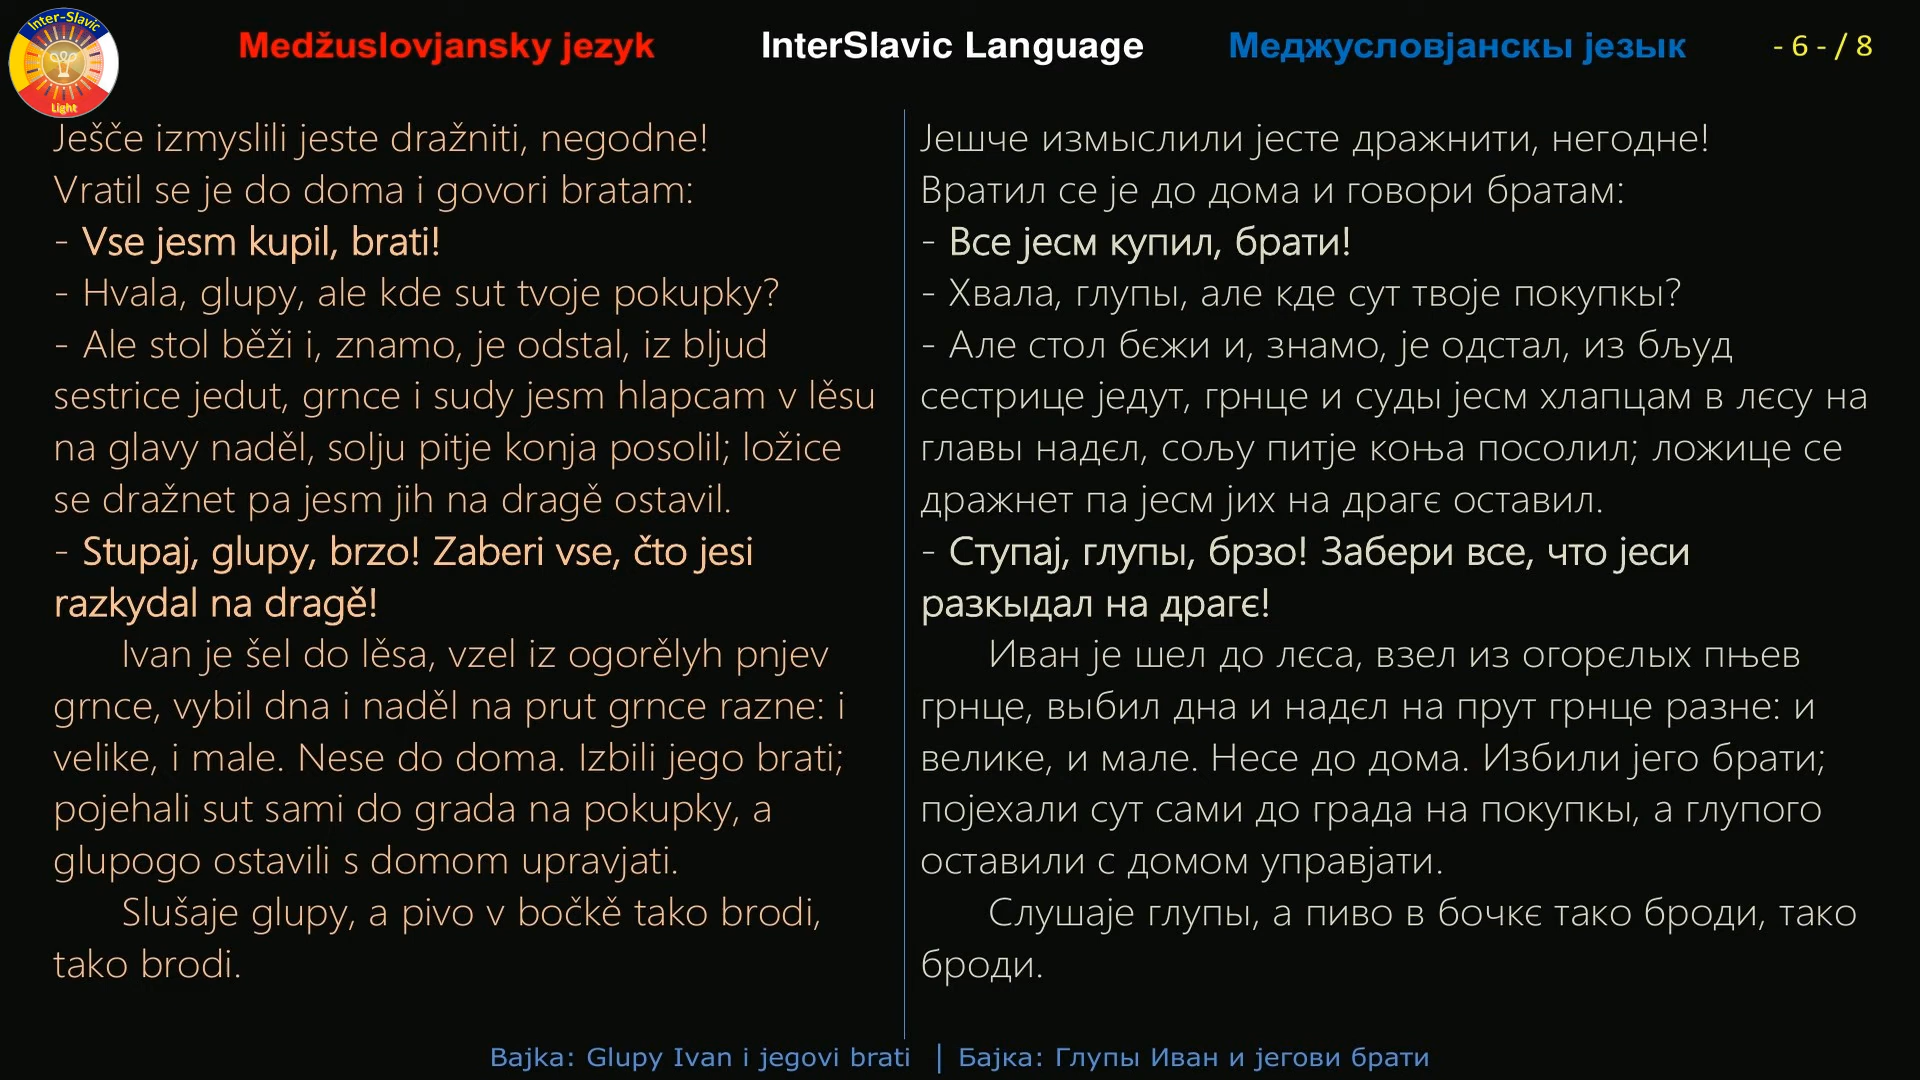 Inter-Slavic
Light
Medžuslovjansky jezyk
InterSlavic Language
Меджусловјанскы језык
- 6 - / 8
Ješče izmyslili jeste dražniti, negodne!
Vratil se je do doma i govori bratam:
- Vse jesm kupil, brati!
- Hvala, glupy, ale kde sut tvoje pokupky?
- Ale stol běži i, znamo, je odstal, iz bljud
sestrice jedut, grnce i sudy jesm hlapcam v lěsu
na glavy naděl, solju pitje konja posolil; ložice
se dražnet pa jesm jih na dragě ostavil.
- Stupaj, glupy, brzo! Zaberi vse, čto jesi
razkydal na dragě!
Ivan je šel do lěsa, vzel iz ogorělyh pnjev
grnce, vybil dna i naděl na prut grnce razne: i
velike, i male. Nese do doma. Izbili jego brati;
pojehali sut sami do grada na pokupky, a
glupogo ostavili s domom upravjati.
Slušaje glupy, a pivo v bočkě tako brodi,
tako brodi.
Јешче измыслили јесте дражнити, негодне!
Вратил се је до дома и говори братам:
- Все јесм купил, брати!
- Хвала, глупы, але кде сут твоје покупкы?
- Але стол бєжи и, знамо, је одстал, из бљуд
сестрице једут, грнце и суды јесм хлапцам в лєсу на
главы надєл, сољу питје коња посолил; ложице се
дражнет па јесм јих на драгє оставил.
- Ступај, глупы, брзо! Забери все, что јеси
разкыдал на драгє!
Иван је шел до лєса, взел из огорєлых пњев
грнце, выбил дна и надєл на прут грнце разне: и
велике, и мале. Несе до дома. Избили јего брати;
појехали сут сами до града на покупкы, а глупого
оставили с домом управјати.
Слушаје глупы, а пиво в бочкє тако броди, тако
броди.
Bajka: Glupy Ivan i jegovi brati | Бајка: Глупы Иван и јегови брати